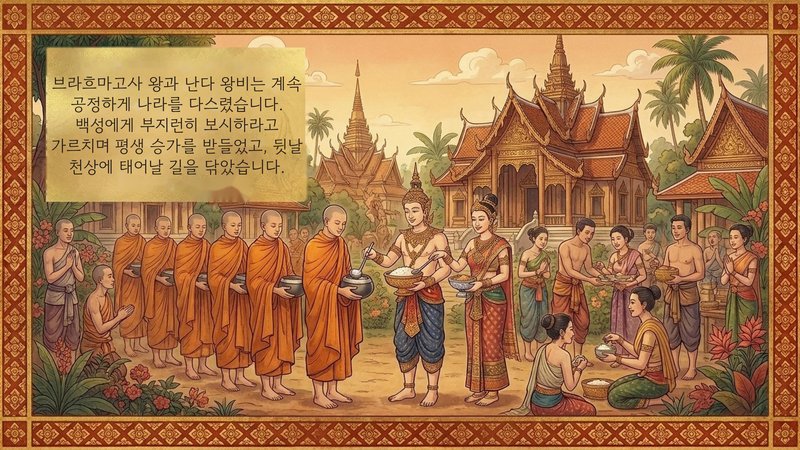 브라흐마고사 왕과 난다 왕비는 계속
공정하게 나라를 다스렸습니다.
백성에게 부지런히 보시하라고
가르치며 평생 승가를 받들었고, 뒷날
천상에 태어날 길을 닦았습니다.